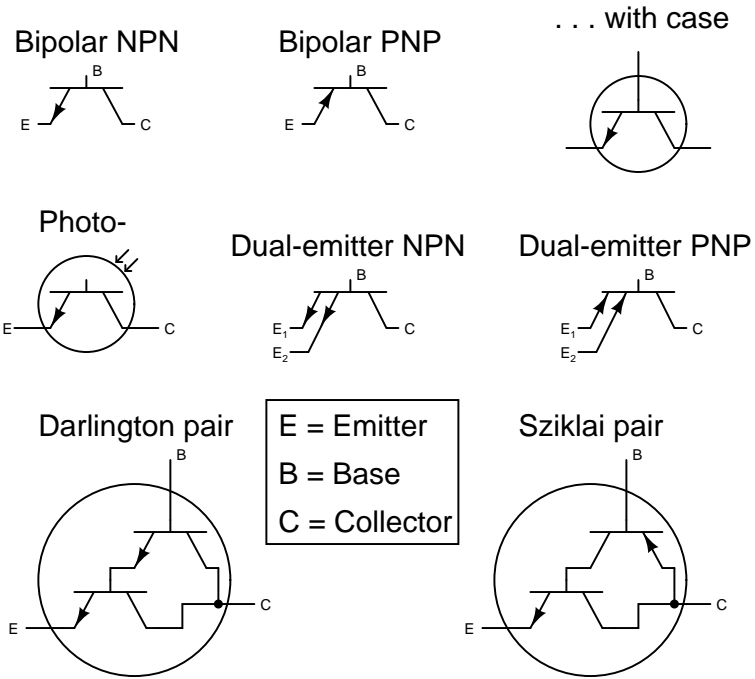 Bipolar NPN
B
E
C
Bipolar PNP
B
E
C
. . . with case
Photo-
E
C
Dual-emitter NPN
B
E₁
C
E₂
Dual-emitter PNP
B
E₁
C
E₂
Darlington pair
B
C
E
E = Emitter
B = Base
C = Collector
Sziklai pair
B
C
E